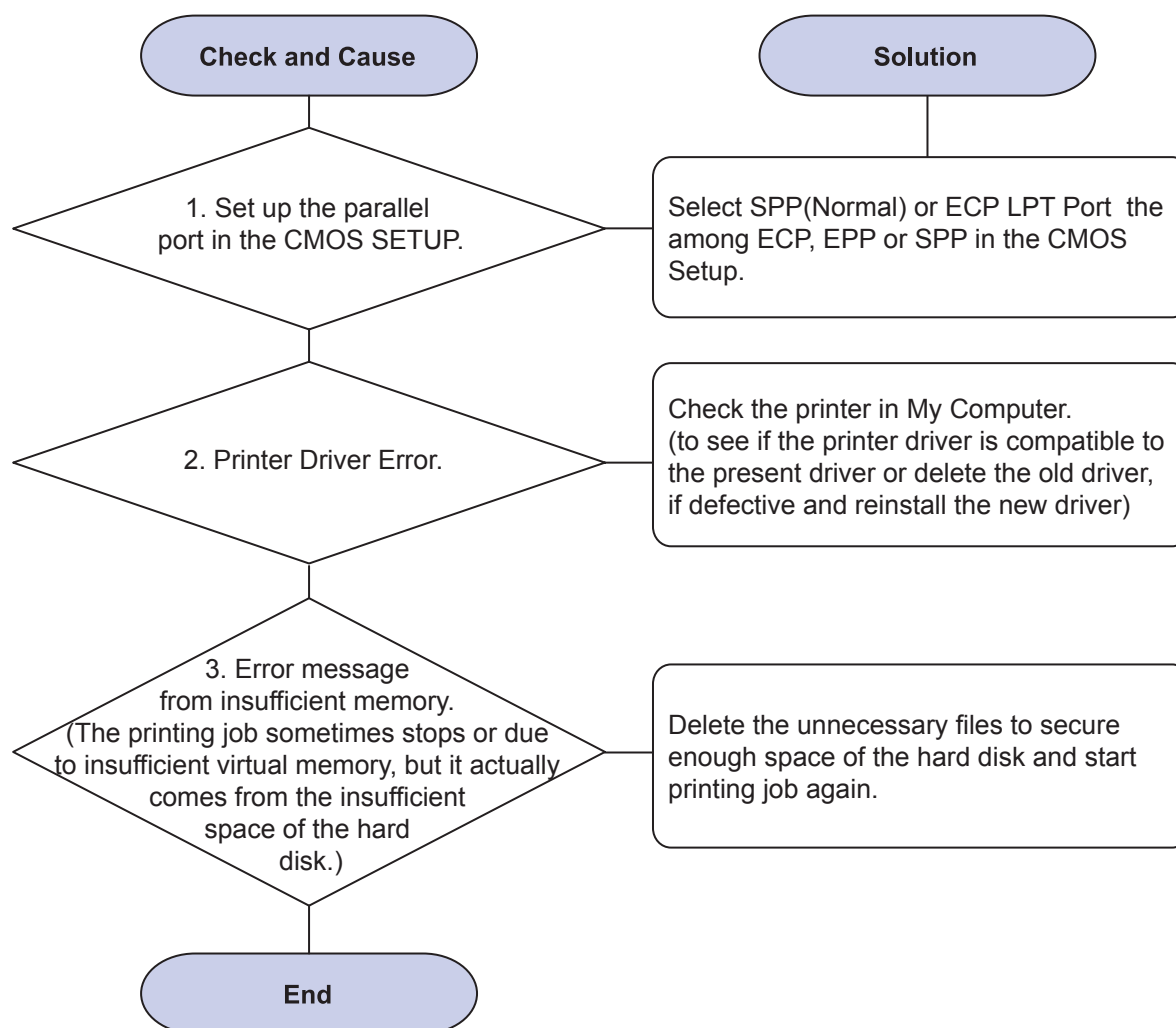 Check and Cause
Solution
1. Set up the parallel
port in the CMOS SETUP.
Select SPP(Normal) or ECP LPT Port  the
among ECP, EPP or SPP in the CMOS
Setup.
2. Printer Driver Error.
Check the printer in My Computer.
(to see if the printer driver is compatible to
the present driver or delete the old driver,
if defective and reinstall the new driver)
3. Error message
from insufficient memory.
(The printing job sometimes stops or due
to insufficient virtual memory, but it actually
comes from the insufficient
space of the hard
disk.)
Delete the unnecessary files to secure
enough space of the hard disk and start
printing job again.
End